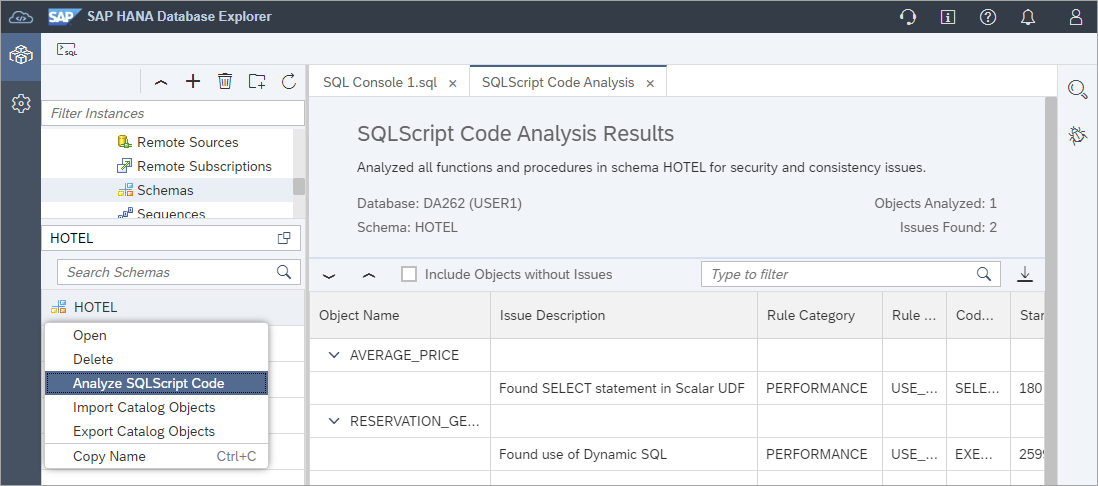 SAP SAP HANA Database Explorer
SQL
Filter Instances
Remote Sources
Remote Subscriptions
Schemas
Sequences
HOTEL
Search Schemas
HOTEL
Open
Delete
Analyze SQLScript Code
Import Catalog Objects
Export Catalog Objects
Copy Name Ctrl+C
SQL Console 1.sql × SQLScript Code Analysis ×
SQLScript Code Analysis Results
Analyzed all functions and procedures in schema HOTEL for security and consistency issues.
Database: DA262 (USER1) Objects Analyzed: 1
Schema: HOTEL Issues Found: 2
Include Objects without Issues Type to filter
Object Name Issue Description Rule Category Rule ... Cod... Star
AVERAGE_PRICE
Found SELECT statement in Scalar UDF PERFORMANCE USE_... SELE... 180
RESERVATION_GE...
Found use of Dynamic SQL PERFORMANCE USE_... EXE... 2599